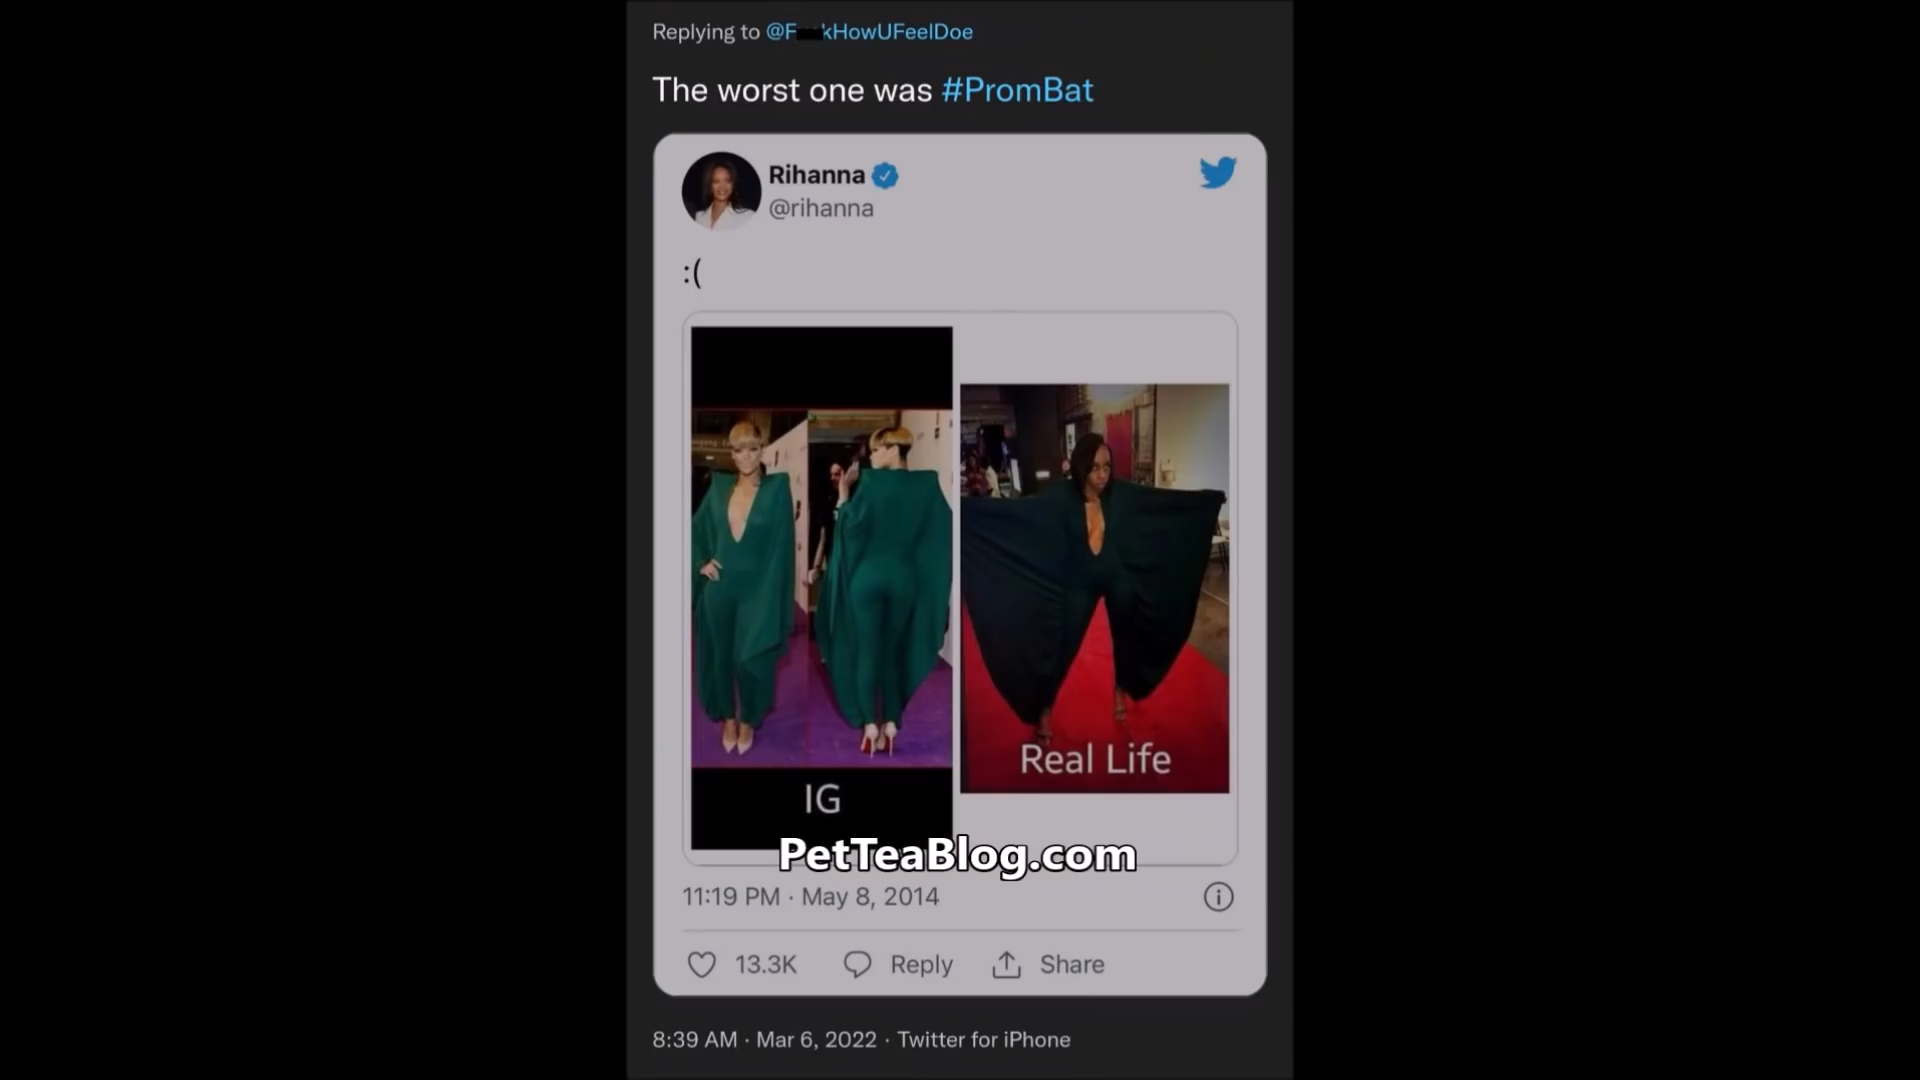 Replying to @F kHowUFeelDoe
The worst one was #PromBat
Rihanna
@rihanna
:(
IG
Real Life
PetTeaBlog.com
11:19 PM · May 8, 2014
13.3K Reply Share
8:39 AM · Mar 6, 2022 · Twitter for iPhone